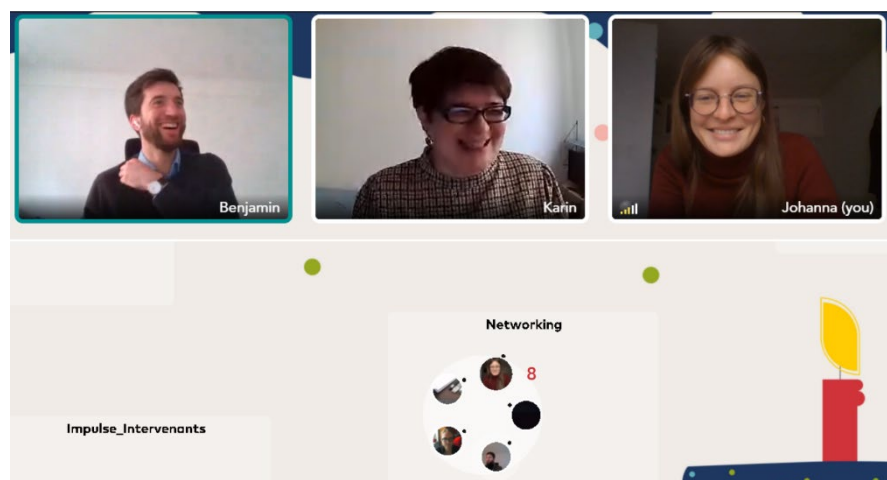 Benjamin
Karin
Johanna (you)
Networking
8
Impulse_Intervenants